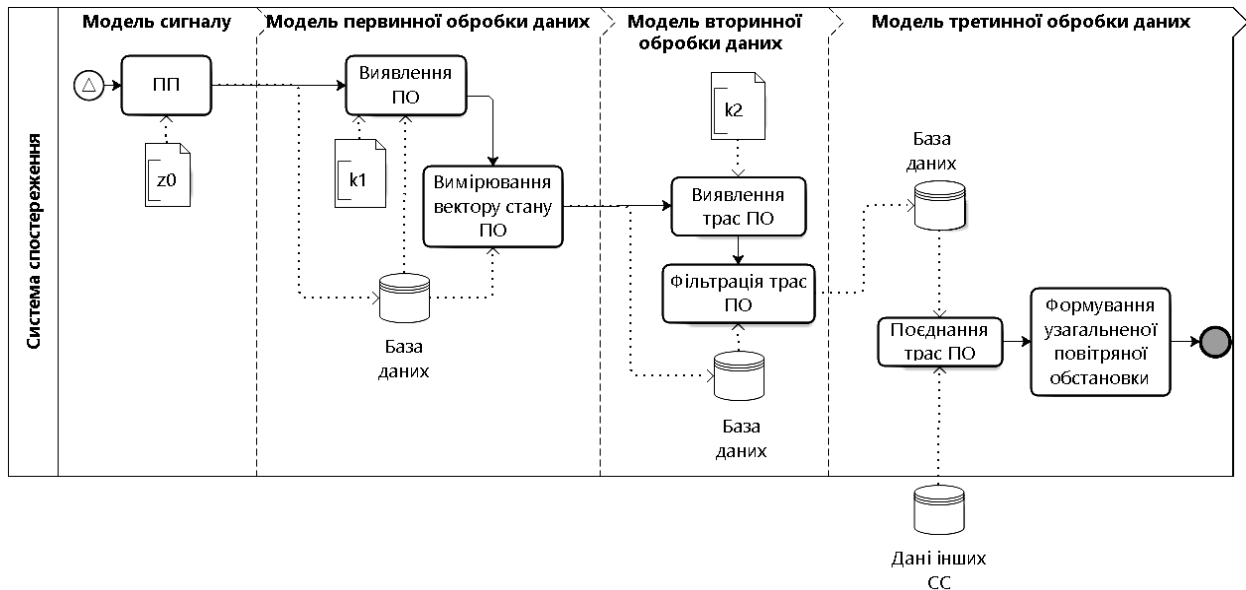 Система спостереження
Модель сигналу
Модель первинної обробки даних
Модель вторинної
обробки даних
Модель третинної обробки даних
ПП
z0
Виявлення
ПО
k1
Вимірювання
вектору стану
ПО
База
даних
k2
Виявлення
трас ПО
Фільтрація трас
ПО
База
даних
База
даних
Поєднання
трас ПО
Формування
узагальненої
повітряної
обстановки
Дані інших
СС